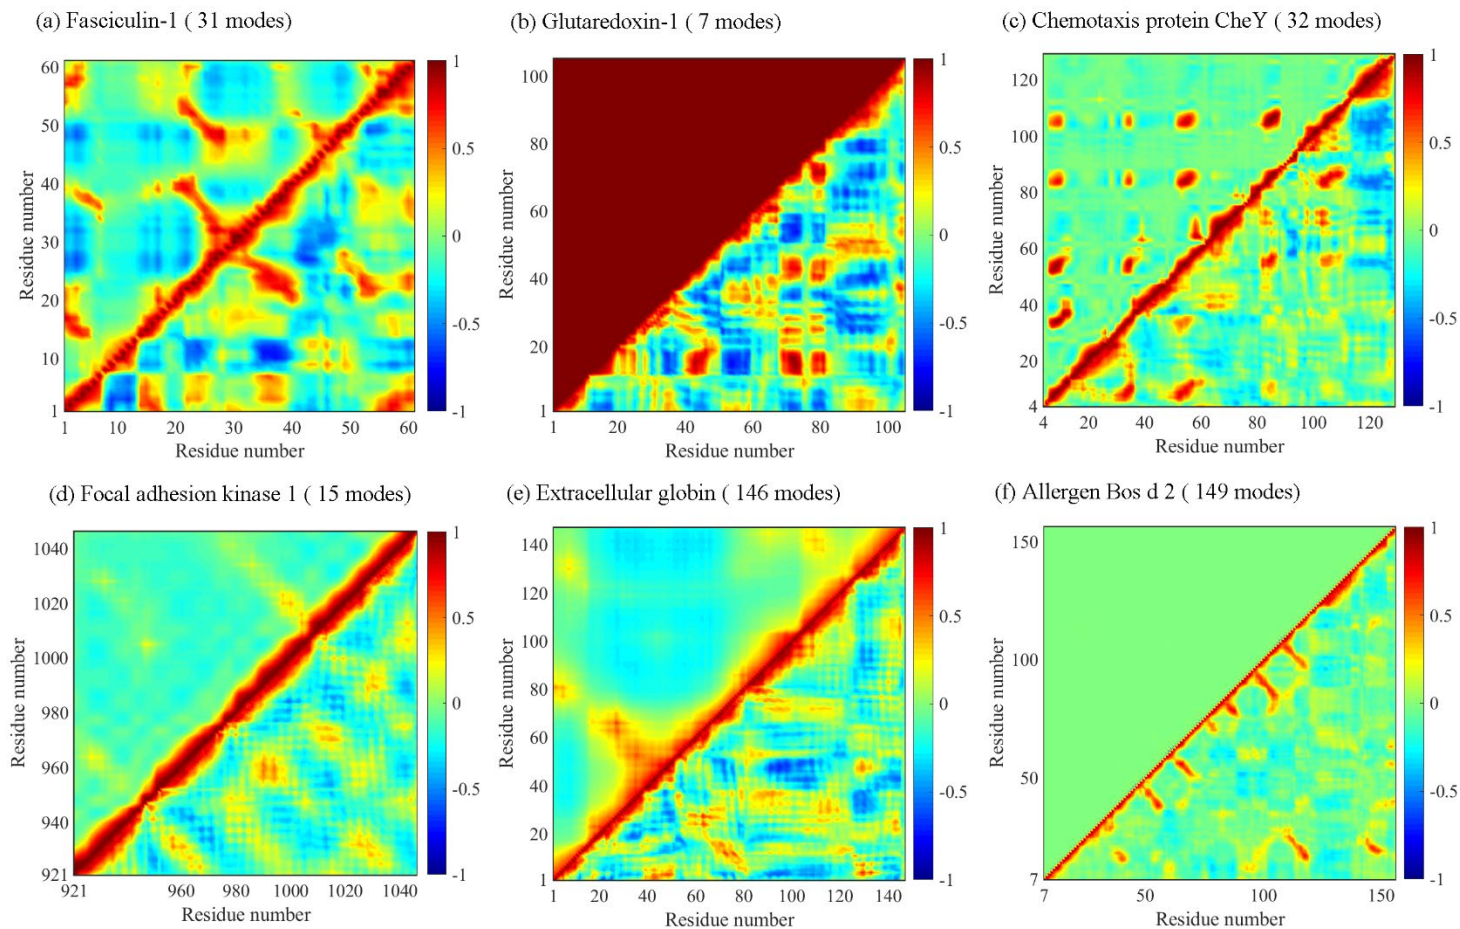 (a) Fasciculin-1 ( 31 modes)
60
50
40
30
20
10
1
1 10 20 30 40 50 60
Residue number
Residue number
1
0.5
0
-0.5
-1
(b) Glutaredoxin-1 ( 7 modes)
100
80
60
40
20
1
1 20 40 60 80 100
Residue number
Residue number
1
0.5
0
-0.5
-1
(c) Chemotaxis protein CheY ( 32 modes)
120
100
80
60
40
20
4
4 20 40 60 80 100 120
Residue number
Residue number
1
0.5
0
-0.5
-1
(d) Focal adhesion kinase 1 ( 15 modes)
1040
1020
1000
980
960
940
921
921 960 980 1000 1020 1040
Residue number
Residue number
1
0.5
0
-0.5
-1
(e) Extracellular globin ( 146 modes)
140
120
100
80
60
40
20
1
1 20 40 60 80 100 120 140
Residue number
Residue number
1
0.5
0
-0.5
-1
(f) Allergen Bos d 2 ( 149 modes)
150
100
50
7
7 50 100 150
Residue number
Residue number
1
0.5
0
-0.5
-1